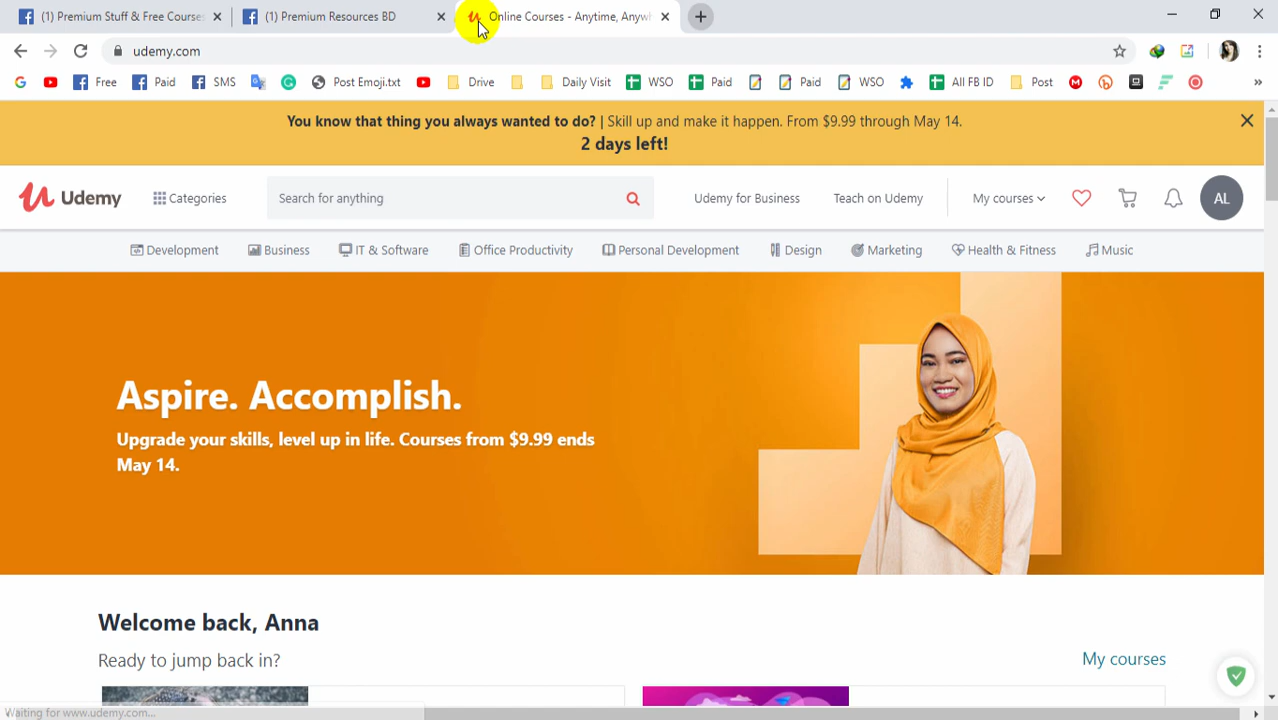 (1) Premium Stuff & Free Courses
(1) Premium Resources BD
Online Courses - Anytime, Anywh
udemy.com
Free
Paid
SMS
Post Emoji.txt
Drive
Daily Visit
WSO
Paid
Paid
WSO
All FB ID
Post
You know that thing you always wanted to do? | Skill up and make it happen. From $9.99 through May 14.
2 days left!
Udemy
Categories
Search for anything
Udemy for Business
Teach on Udemy
My courses
AL
Development
Business
IT & Software
Office Productivity
Personal Development
Design
Marketing
Health & Fitness
Music
Aspire. Accomplish.
Upgrade your skills, level up in life. Courses from $9.99 ends
May 14.
Welcome back, Anna
Ready to jump back in?
My courses
Waiting for www.udemy.com...